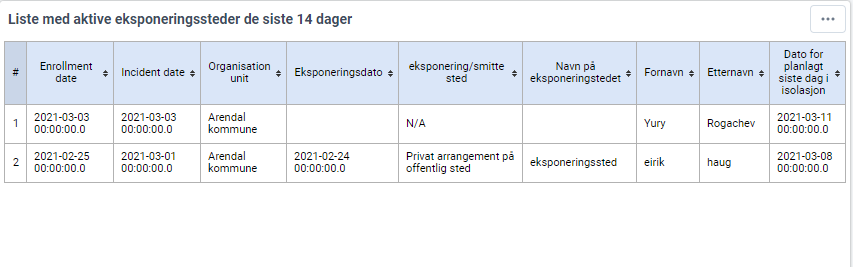 Liste med aktive eksponeringssteder de siste 14 dager
# Enrollment date Incident date Organisation unit Eksponeringsdato eksponering/smitte sted Navn på eksponeringstedet Fornavn Etternavn Dato for planlagt siste dag i isolasjon
1 2021-03-03 00:00:00.0 2021-03-03 00:00:00.0 Arendal kommune N/A Yury Rogachev 2021-03-11 00:00:00.0
2 2021-02-25 00:00:00.0 2021-03-01 00:00:00.0 Arendal kommune 2021-02-24 00:00:00.0 Privat arrangement på offentlig sted eksponeringssted eirik haug 2021-03-08 00:00:00.0